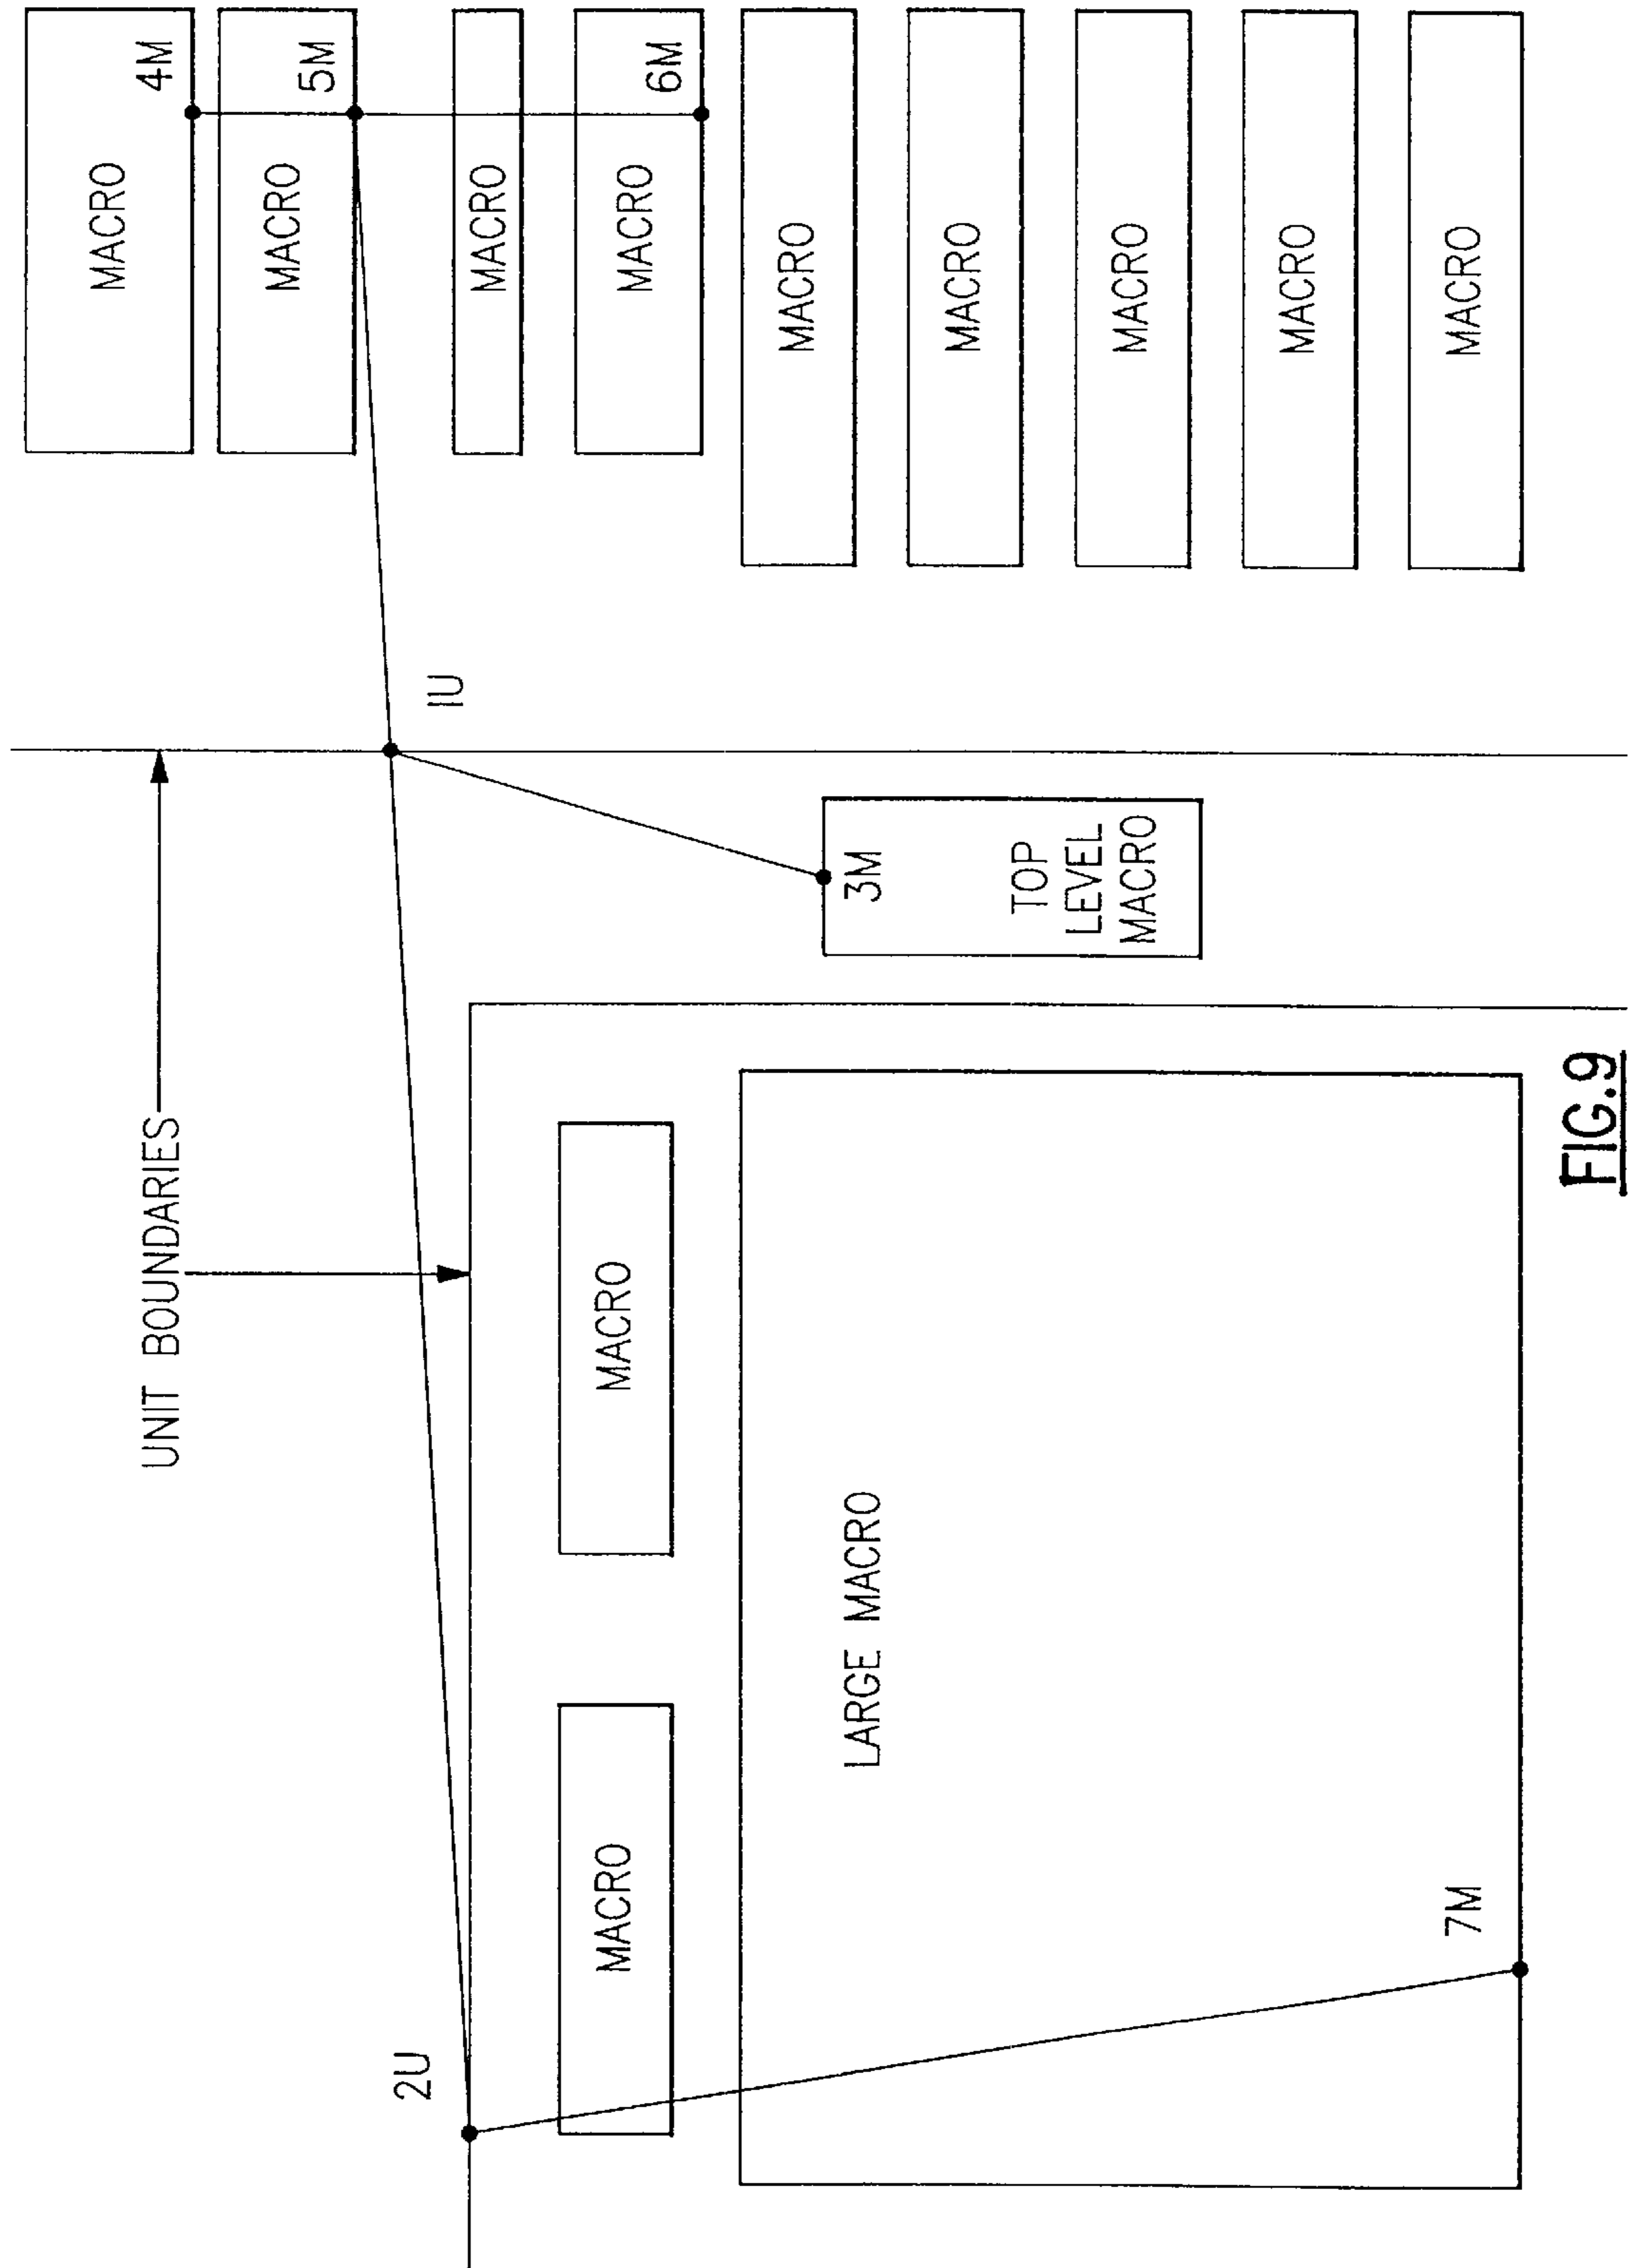 MACRO
4M
MACRO
5M
MACRO
MACRO
6M
MACRO
MACRO
MACRO
MACRO
MACRO
1U
UNIT BOUNDARIES
3M
TOP
LEVEL
MACRO
MACRO
MACRO
LARGE MACRO
2U
7M
FIG.9